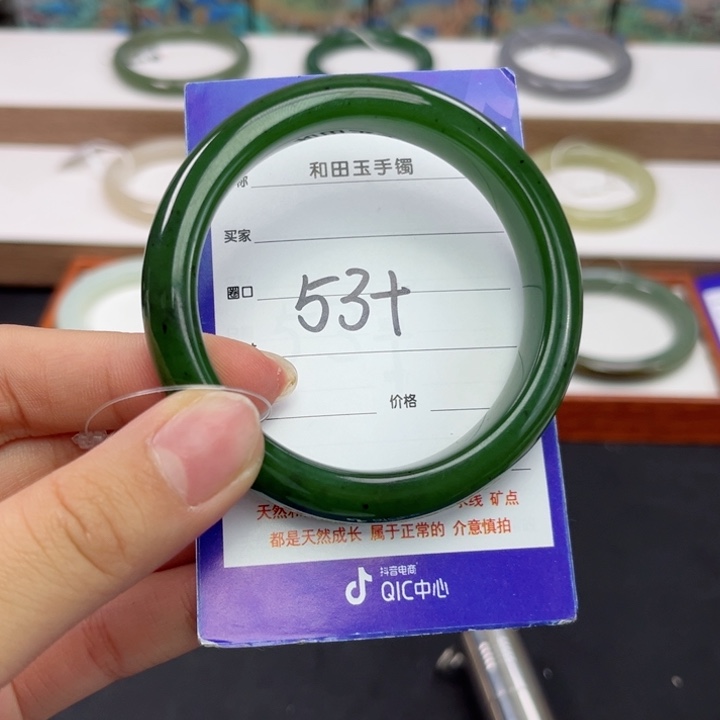 和田玉手镯
买家
圈口 53+
价格
天然
水线 矿点
都是天然成长 属于正常的 介意慎拍
抖音电商
QIC中心